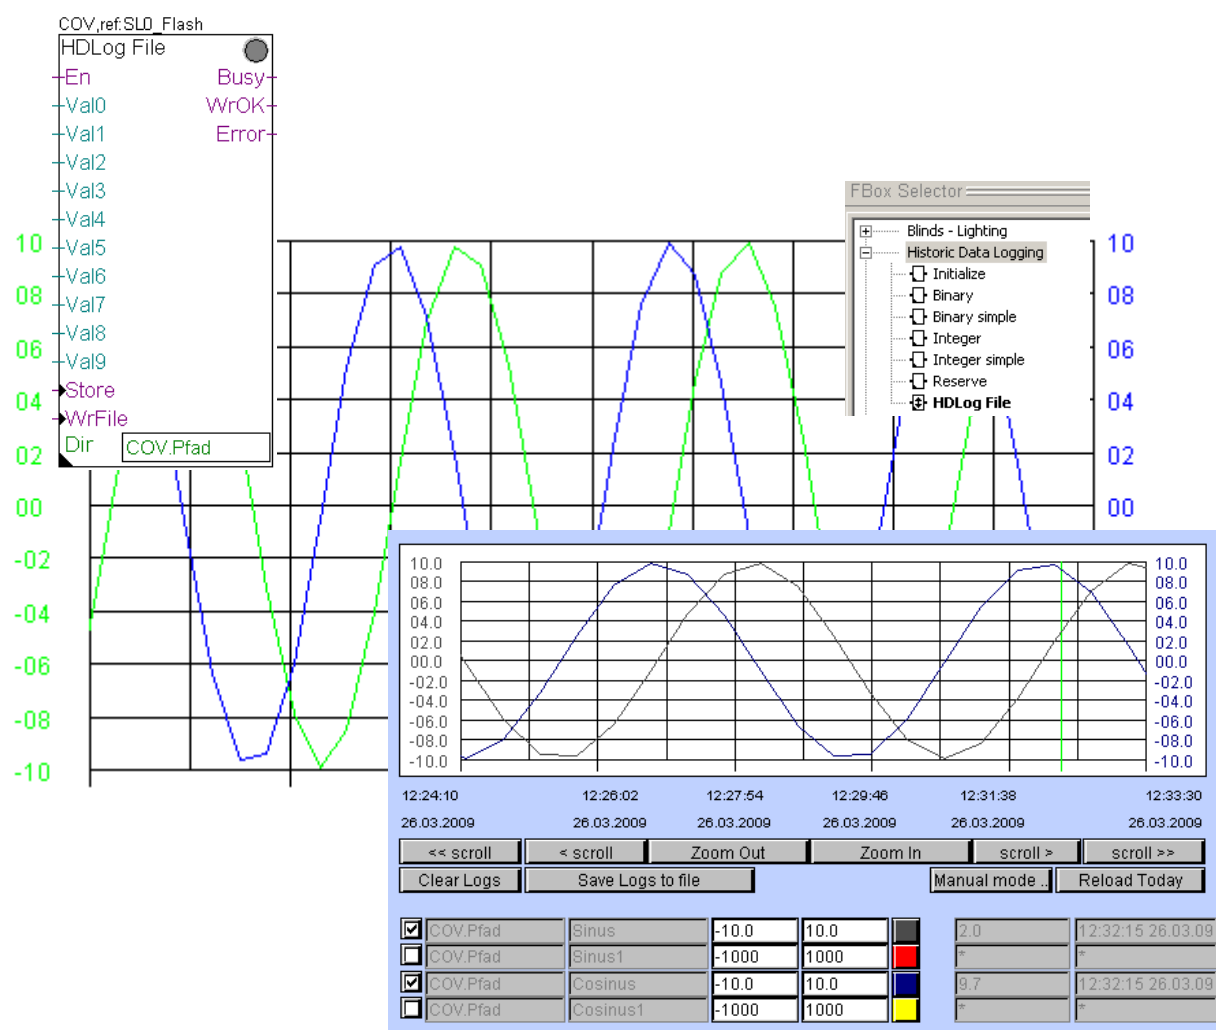 COV,ref:SL0_Flash
HDLog File
En Busy
Val0 WrOK
Val1 Error
Val2
Val3
Val4
Val5
Val6
Val7
Val8
Val9
Store
WrFile
Dir COV.Pfad
10
08
06
04
02
00
-02
-04
-06
-08
-10
FBox Selector
Blinds - Lighting
Historic Data Logging
Initialize
Binary
Binary simple
Integer
Integer simple
Reserve
HDLog File
10
08
06
04
02
00
10.0 10.0
08.0 08.0
06.0 06.0
04.0 04.0
02.0 02.0
00.0 00.0
-02.0 -02.0
-04.0 -04.0
-06.0 -06.0
-08.0 -08.0
-10.0 -10.0
12:24:10 12:26:02 12:27:54 12:29:46 12:31:38 12:33:30
26.03.2009 26.03.2009 26.03.2009 26.03.2009 26.03.2009 26.03.2009
<< scroll < scroll Zoom Out Zoom In scroll > scroll >>
Clear Logs Save Logs to file Manual mode .. Reload Today
COV.Pfad Sinus -10.0 10.0 2.0 12:32:15 26.03.09
COV.Pfad Sinus1 -1000 1000 * *
COV.Pfad Cosinus -10.0 10.0 9.7 12:32:15 26.03.09
COV.Pfad Cosinus1 -1000 1000 * *